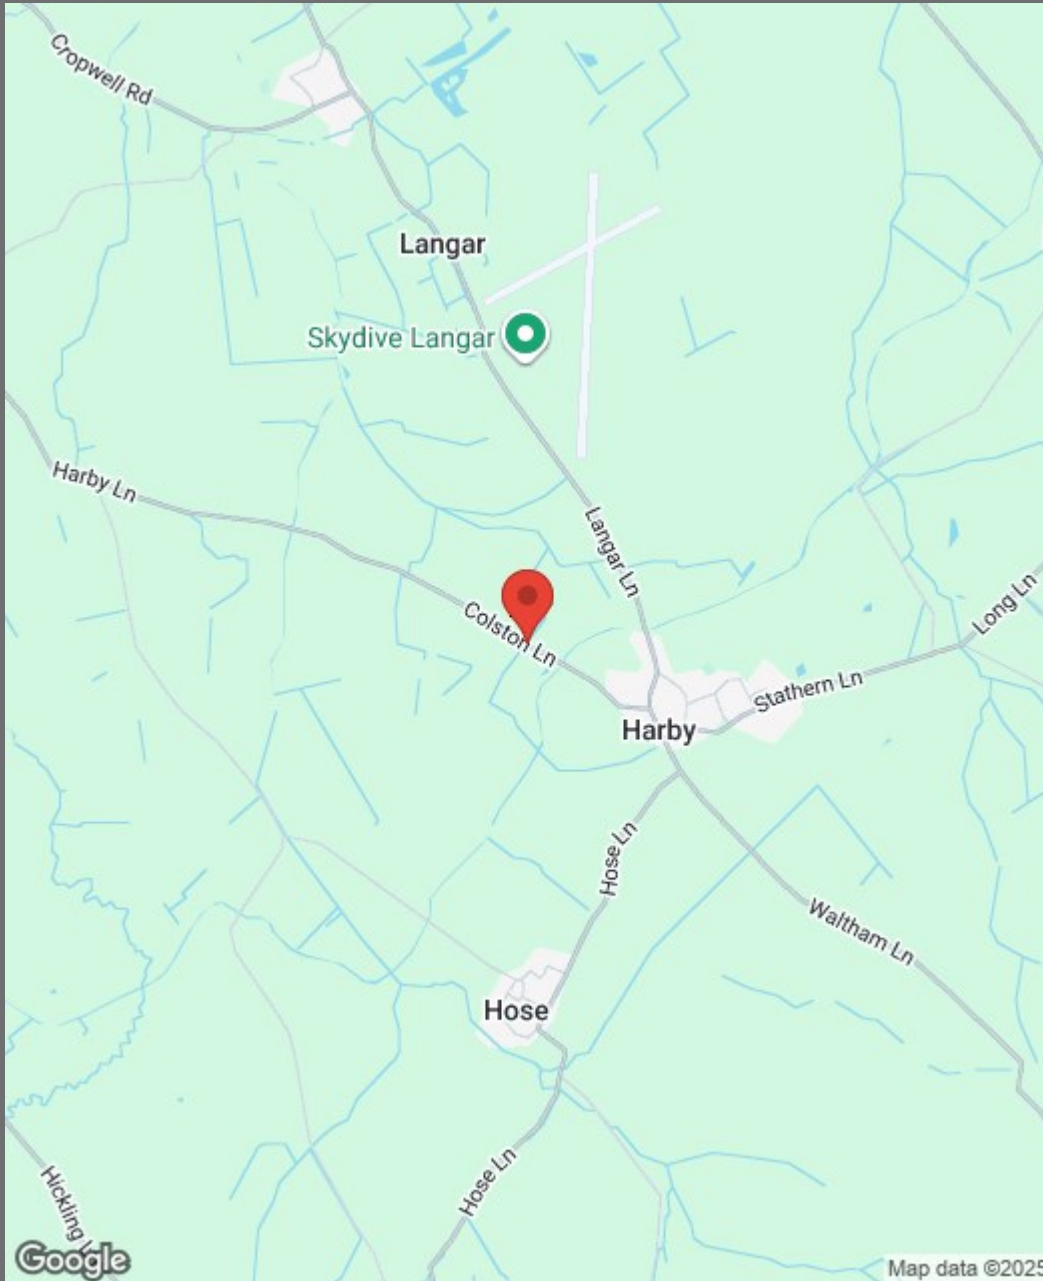 Cropwell Rd
Langar
Skydive Langar
Harby Ln
Langar Ln
Colston Ln
Long Ln
Stathern Ln
Harby
Hose Ln
Waltham Ln
Hose
Hose Ln
Hickling
Google
Map data ©2025